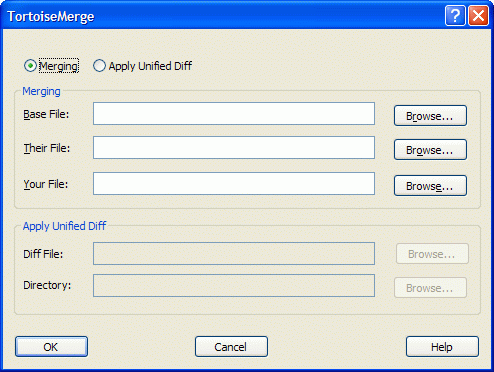 TortoiseMerge
Merging Apply Unified Diff
Merging
Base File: Browse...
Their File: Browse...
Your File: Browse...
Apply Unified Diff
Diff File: Browse...
Directory: Browse...
OK Cancel Help